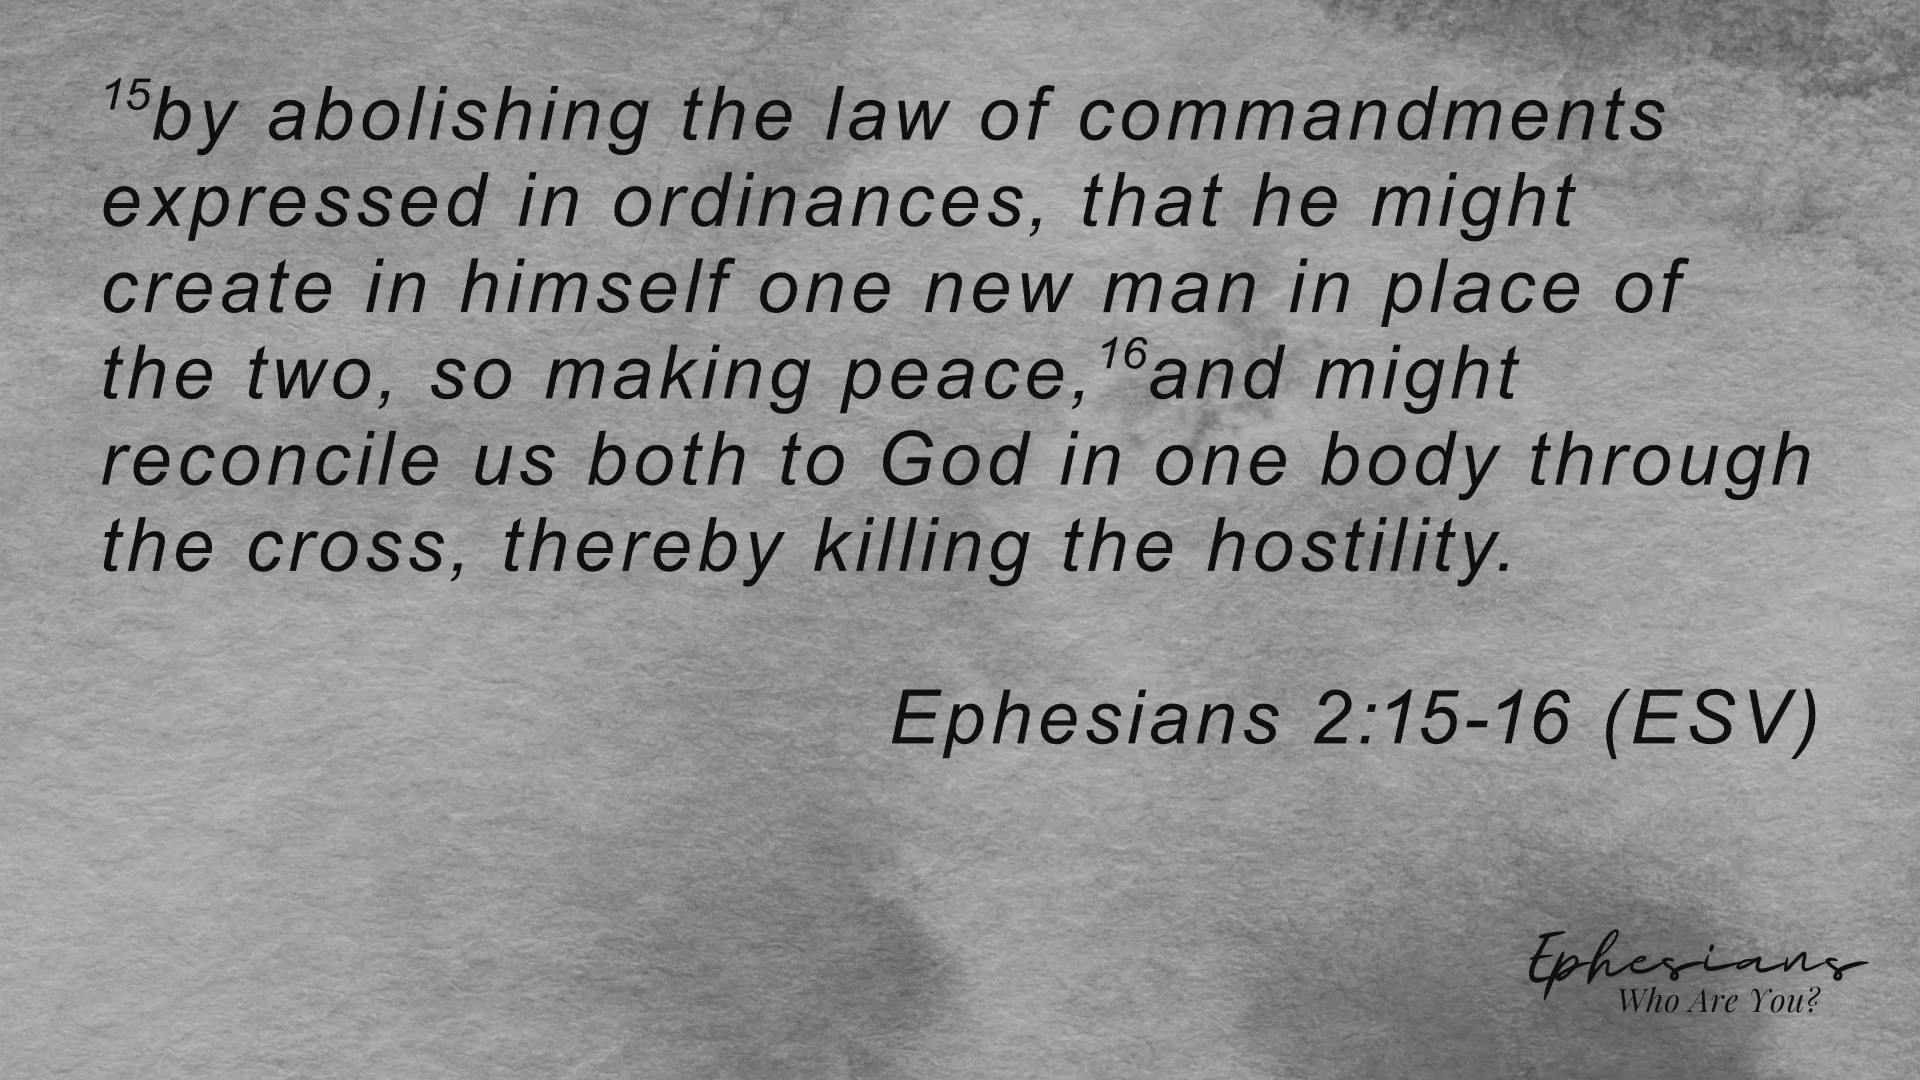 15by abolishing the law of commandments
expressed in ordinances, that he might
create in himself one new man in place of
the two, so making peace,16and might
reconcile us both to God in one body through
the cross, thereby killing the hostility.
Ephesians 2:15-16 (ESV)
Ephesians
Who Are You?